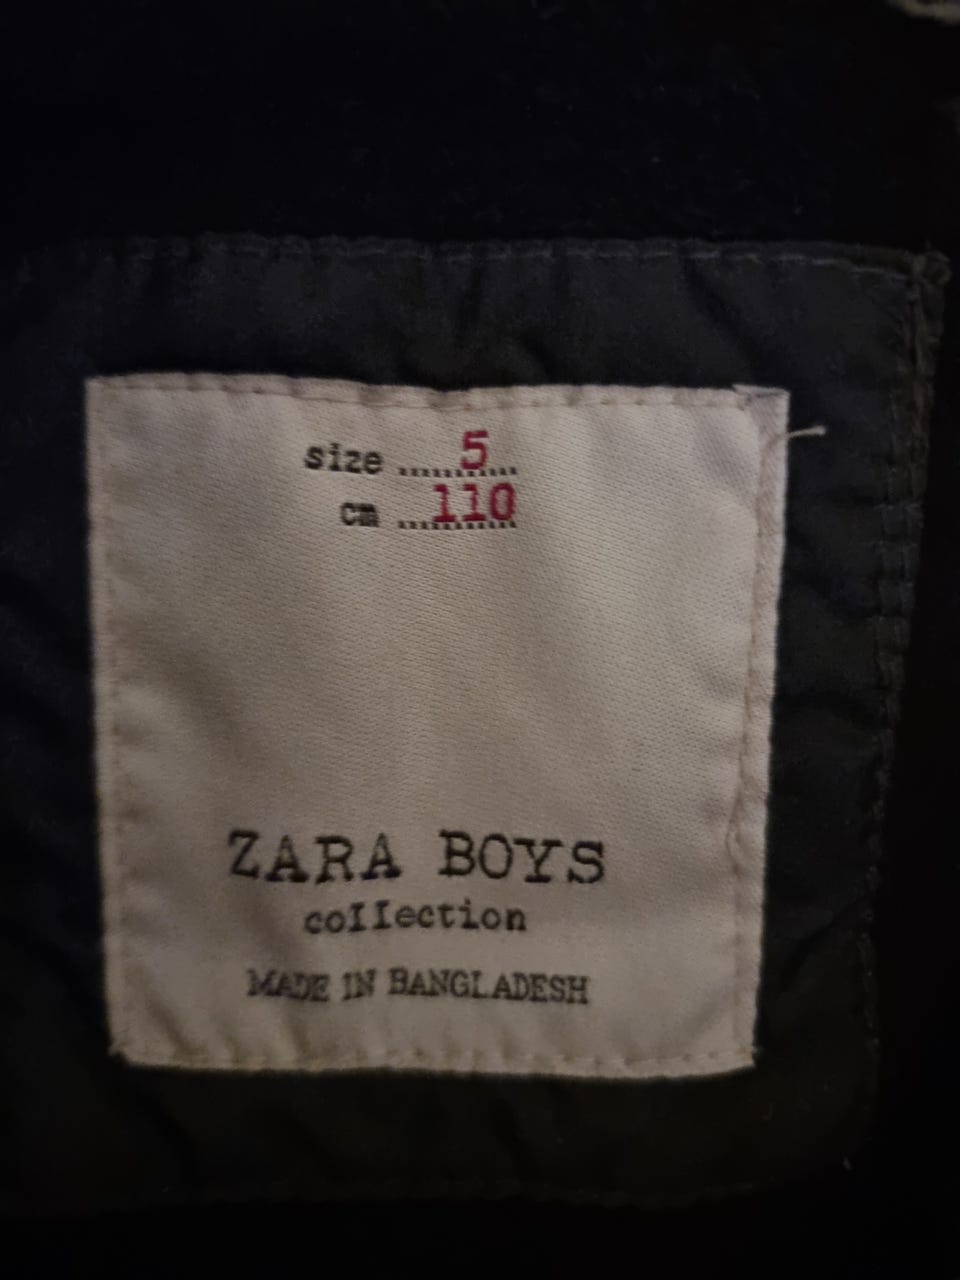 size ......5......
cm ......110
ZARA BOYS
collection
MADE IN BANGLADESH